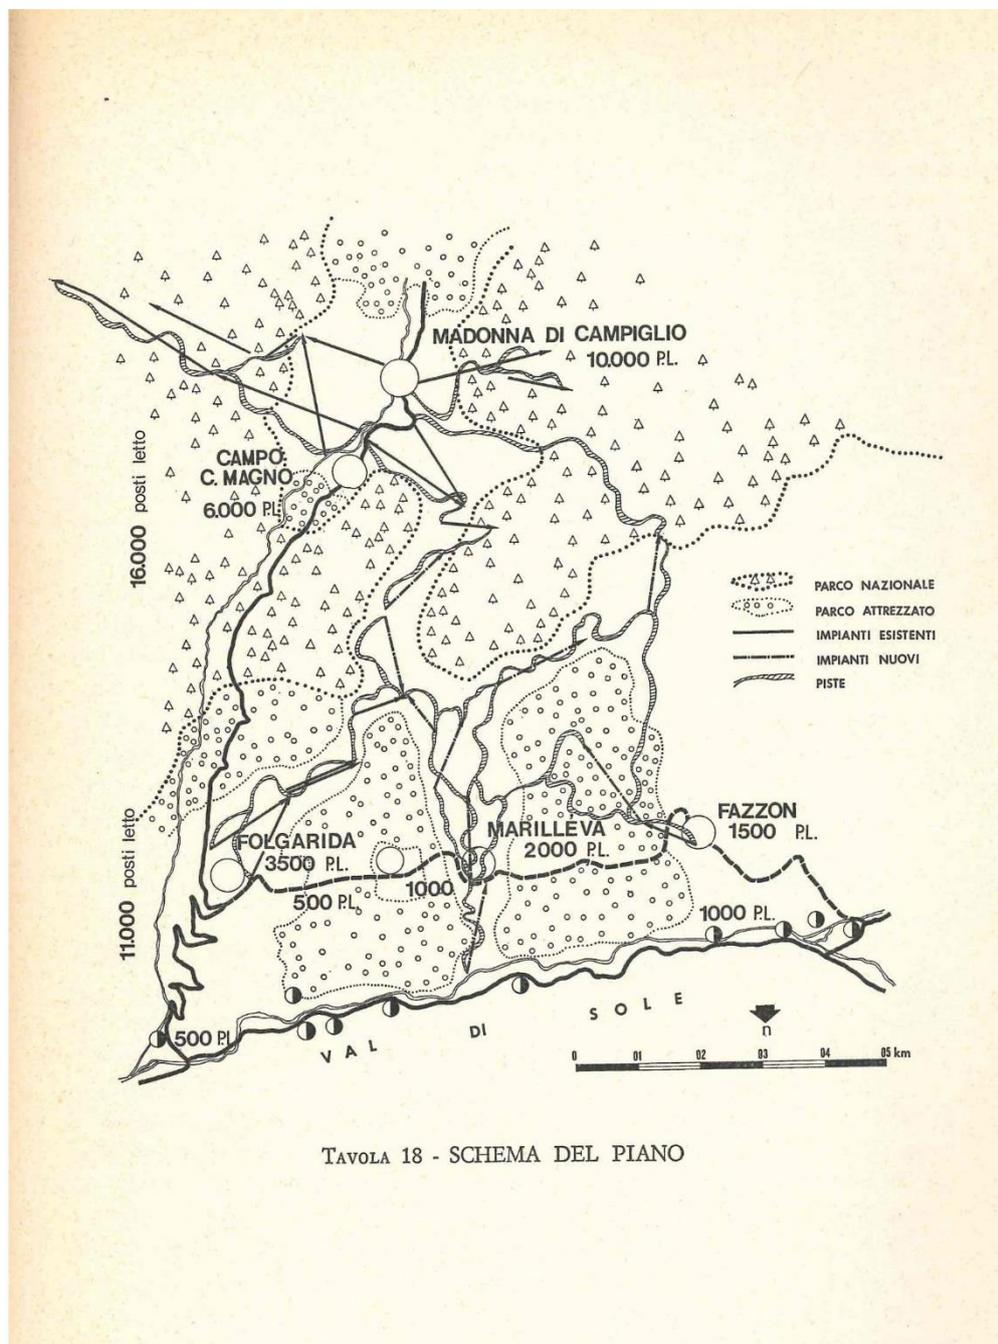 MADONNA DI CAMPIGLIO
10.000 P.L.
CAMPO
C. MAGNO
6.000 P.L.
16.000 posti letto
PARCO NAZIONALE
PARCO ATTREZZATO
IMPIANTI ESISTENTI
IMPIANTI NUOVI
PISTE
FAZZON
1500 P.L.
MARILLEVA
2000 P.L.
FOLGARIDA
3500 P.L.
500 P.L.
1000
11.000 posti letto
1000 P.L.
500 P.L.
VAL DI SOLE
n
0 01 02 03 04 05 km
TAVOLA 18 - SCHEMA DEL PIANO